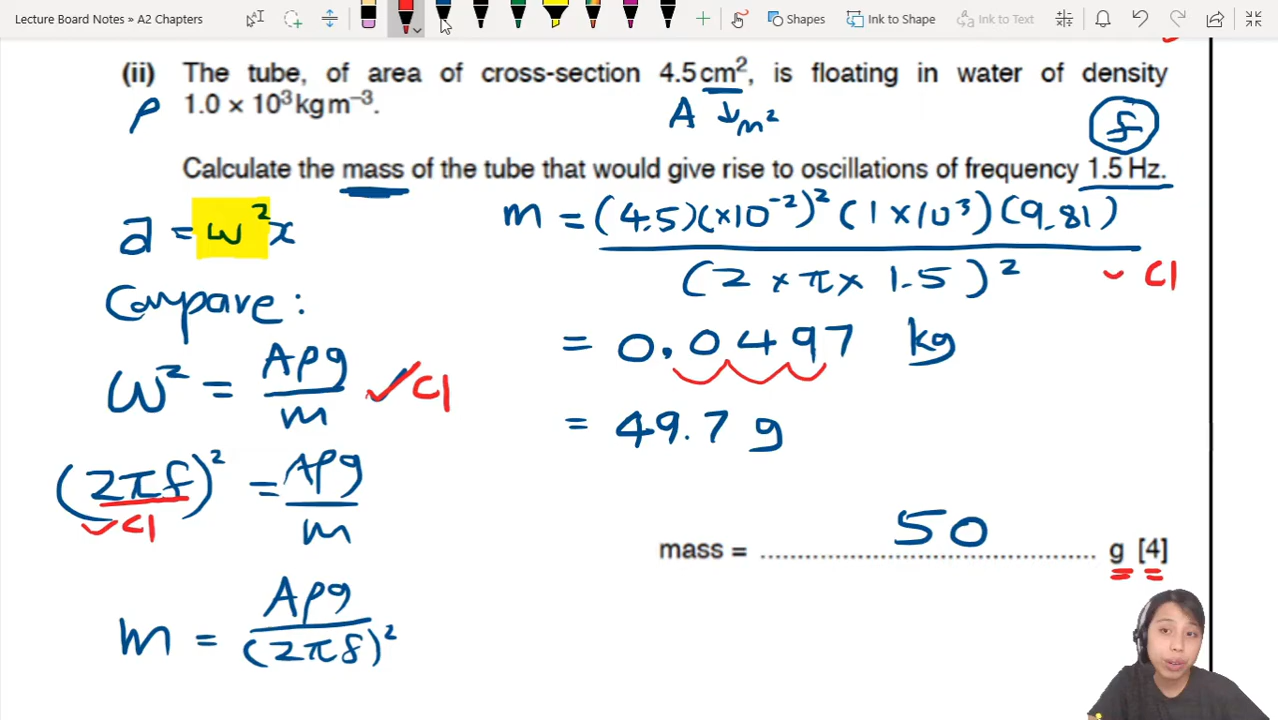 Lecture Board Notes » A2 Chapters
Shapes
Ink to Shape
Ink to Text
(ii) The tube, of area of cross-section 4.5 cm², is floating in water of density
1.0 × 10³ kg m⁻³.
ρ
A ↓ m²
f
Calculate the mass of the tube that would give rise to oscillations of frequency 1.5 Hz.
a = ω²x
Compare :
ω² = Aρg / m ✓ C1
(2πf)² = Aρg / m
✓ C1
m = Aρg / (2πf)²
m = (4.5)(×10⁻²)² (1 × 10³) (9.81) / (2 × π × 1.5)² ✓ C1
= 0.0497 kg
= 49.7 g
mass = 50 g [4]